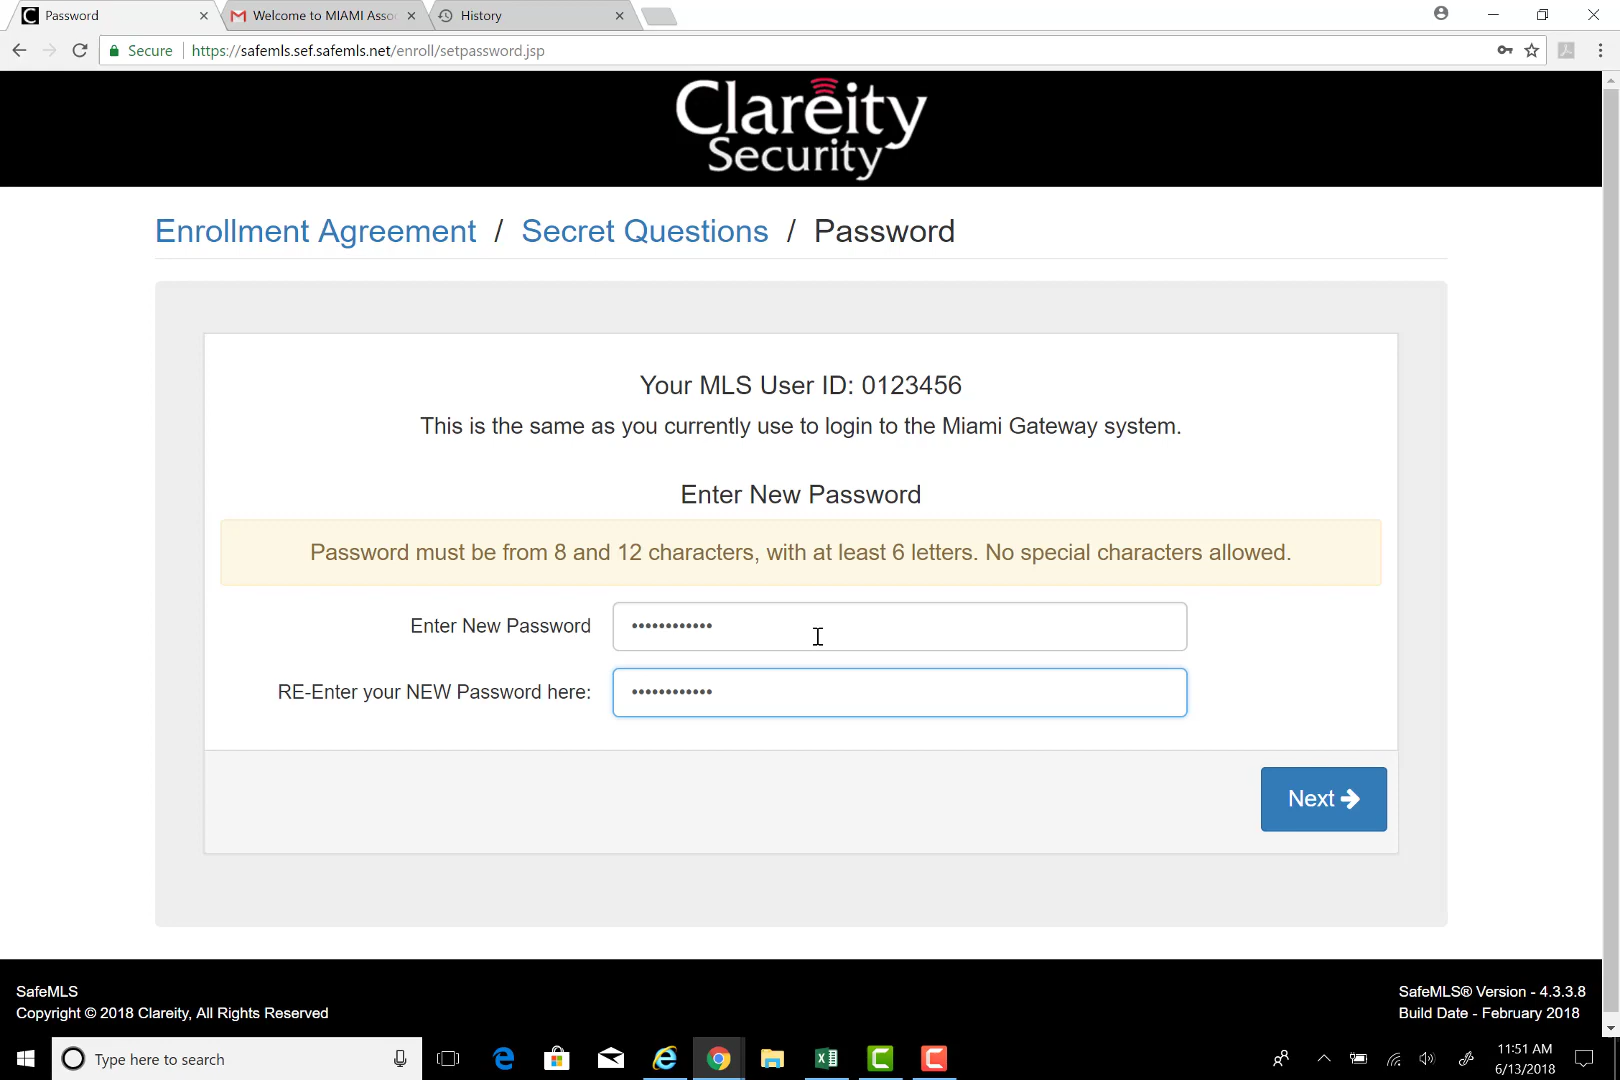 Password
Welcome to MIAMI Asso
History
Secure
https://safemls.sef.safemls.net/enroll/setpassword.jsp
Clareity
Security
Enrollment Agreement / Secret Questions / Password
Your MLS User ID: 0123456
This is the same as you currently use to login to the Miami Gateway system.
Enter New Password
Password must be from 8 and 12 characters, with at least 6 letters. No special characters allowed.
Enter New Password ••••••••••••
RE-Enter your NEW Password here: ••••••••••••
Next
SafeMLS
Copyright © 2018 Clareity, All Rights Reserved
SafeMLS® Version - 4.3.3.8
Build Date - February 2018
Type here to search
11:51 AM
6/13/2018